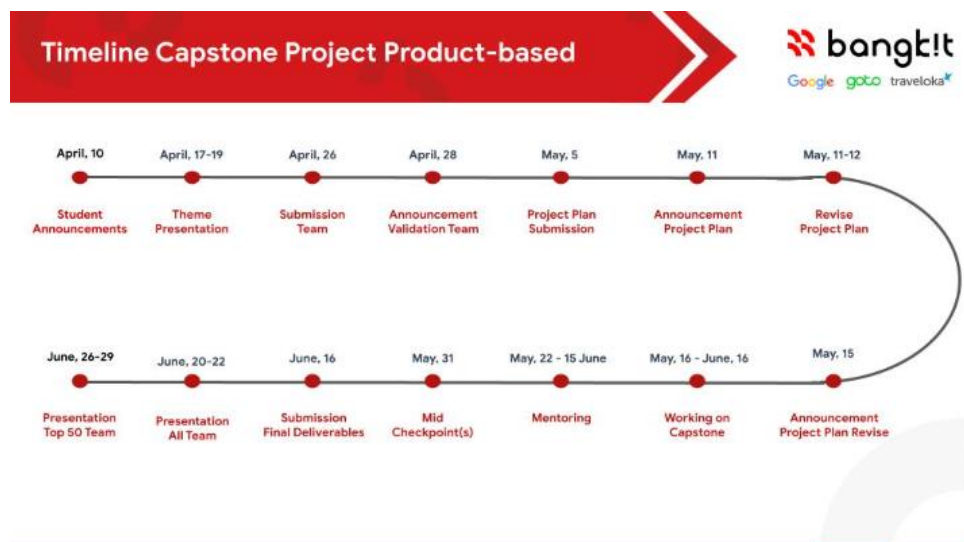 Timeline Capstone Project Product-based
bangk!t
Google goto traveloka
April, 10
April, 17-19
April, 26
April, 28
May, 5
May, 11
May, 11-12
Student
Announcements
Theme
Presentation
Submission
Team
Announcement
Validation Team
Project Plan
Submission
Announcement
Project Plan
Revise
Project Plan
June, 26-29
June, 20-22
June, 16
May, 31
May, 22 - 15 June
May, 16 - June, 16
May, 15
Presentation
Top 50 Team
Presentation
All Team
Submission
Final Deliverables
Mid
Checkpoint(s)
Mentoring
Working on
Capstone
Announcement
Project Plan Revise